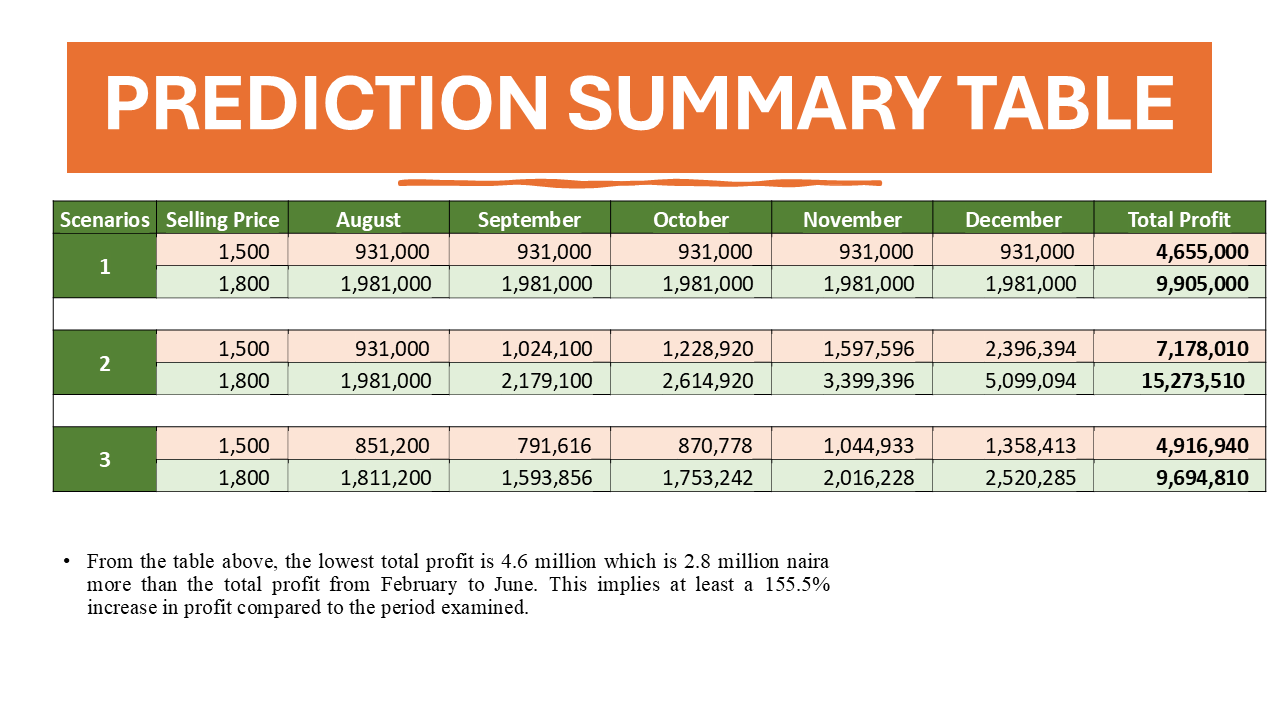 PREDICTION SUMMARY TABLE
Scenarios Selling Price August September October November December Total Profit
1 1,500 931,000 931,000 931,000 931,000 931,000 4,655,000
1,800 1,981,000 1,981,000 1,981,000 1,981,000 1,981,000 9,905,000
2 1,500 931,000 1,024,100 1,228,920 1,597,596 2,396,394 7,178,010
1,800 1,981,000 2,179,100 2,614,920 3,399,396 5,099,094 15,273,510
3 1,500 851,200 791,616 870,778 1,044,933 1,358,413 4,916,940
1,800 1,811,200 1,593,856 1,753,242 2,016,228 2,520,285 9,694,810
• From the table above, the lowest total profit is 4.6 million which is 2.8 million naira
more than the total profit from February to June. This implies at least a 155.5%
increase in profit compared to the period examined.